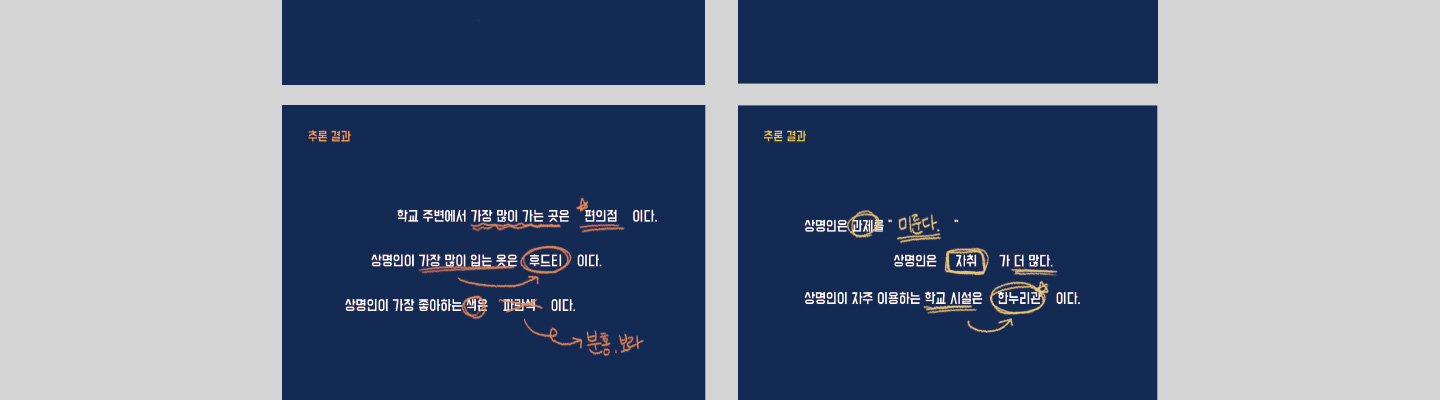 추론 결과
학교 주변에서 가장 많이 가는 곳은 편의점 이다.
상명인이 가장 많이 입는 옷은 후드티 이다.
상명인이 가장 좋아하는 색은 파란색 이다.
분홍, 보라
추론 결과
상명인은 과제를 " 미룬다. "
상명인은 자취 가 더 많다.
상명인이 자주 이용하는 학교 시설은 한누리관 이다.